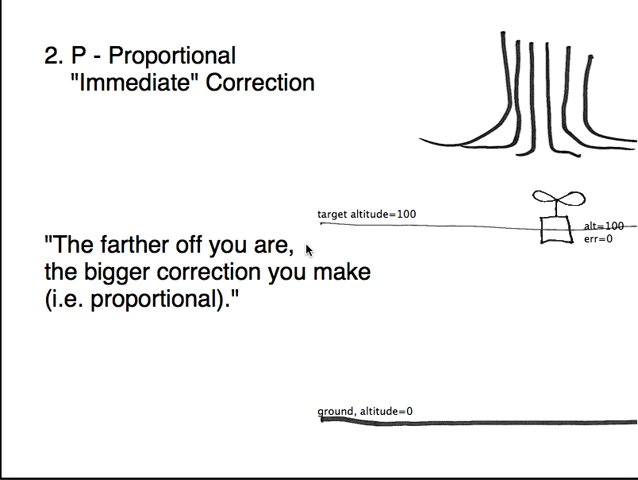 2. P - Proportional
"Immediate" Correction
target altitude=100
alt=100
err=0
"The farther off you are,
the bigger correction you make
(i.e. proportional)."
ground, altitude=0